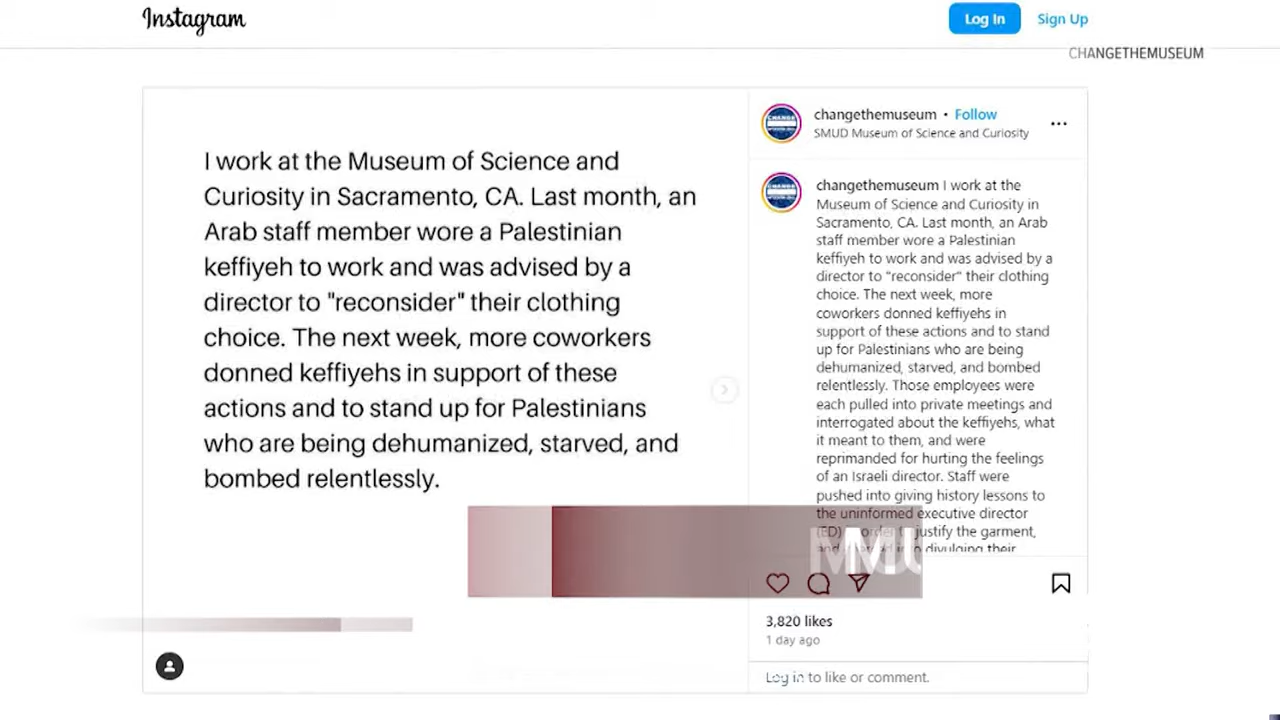 Instagram
Log In
Sign Up
CHANGETHEMUSEUM
I work at the Museum of Science and
Curiosity in Sacramento, CA. Last month, an
Arab staff member wore a Palestinian
keffiyeh to work and was advised by a
director to "reconsider" their clothing
choice. The next week, more coworkers
donned keffiyehs in support of these
actions and to stand up for Palestinians
who are being dehumanized, starved, and
bombed relentlessly.
changethemuseum • Follow
SMUD Museum of Science and Curiosity
changethemuseum I work at the
Museum of Science and Curiosity in
Sacramento, CA. Last month, an Arab
staff member wore a Palestinian
keffiyeh to work and was advised by a
director to "reconsider" their clothing
choice. The next week, more
coworkers donned keffiyehs in
support of these actions and to stand
up for Palestinians who are being
dehumanized, starved, and bombed
relentlessly. Those employees were
each pulled into private meetings and
interrogated about the keffiyehs, what
it meant to them, and were
reprimanded for hurting the feelings
of an Israeli director. Staff were
pushed into giving history lessons to
the uninformed executive director
(ED) justify the garment,
divulging their
3,820 likes
1 day ago
Log in to like or comment.